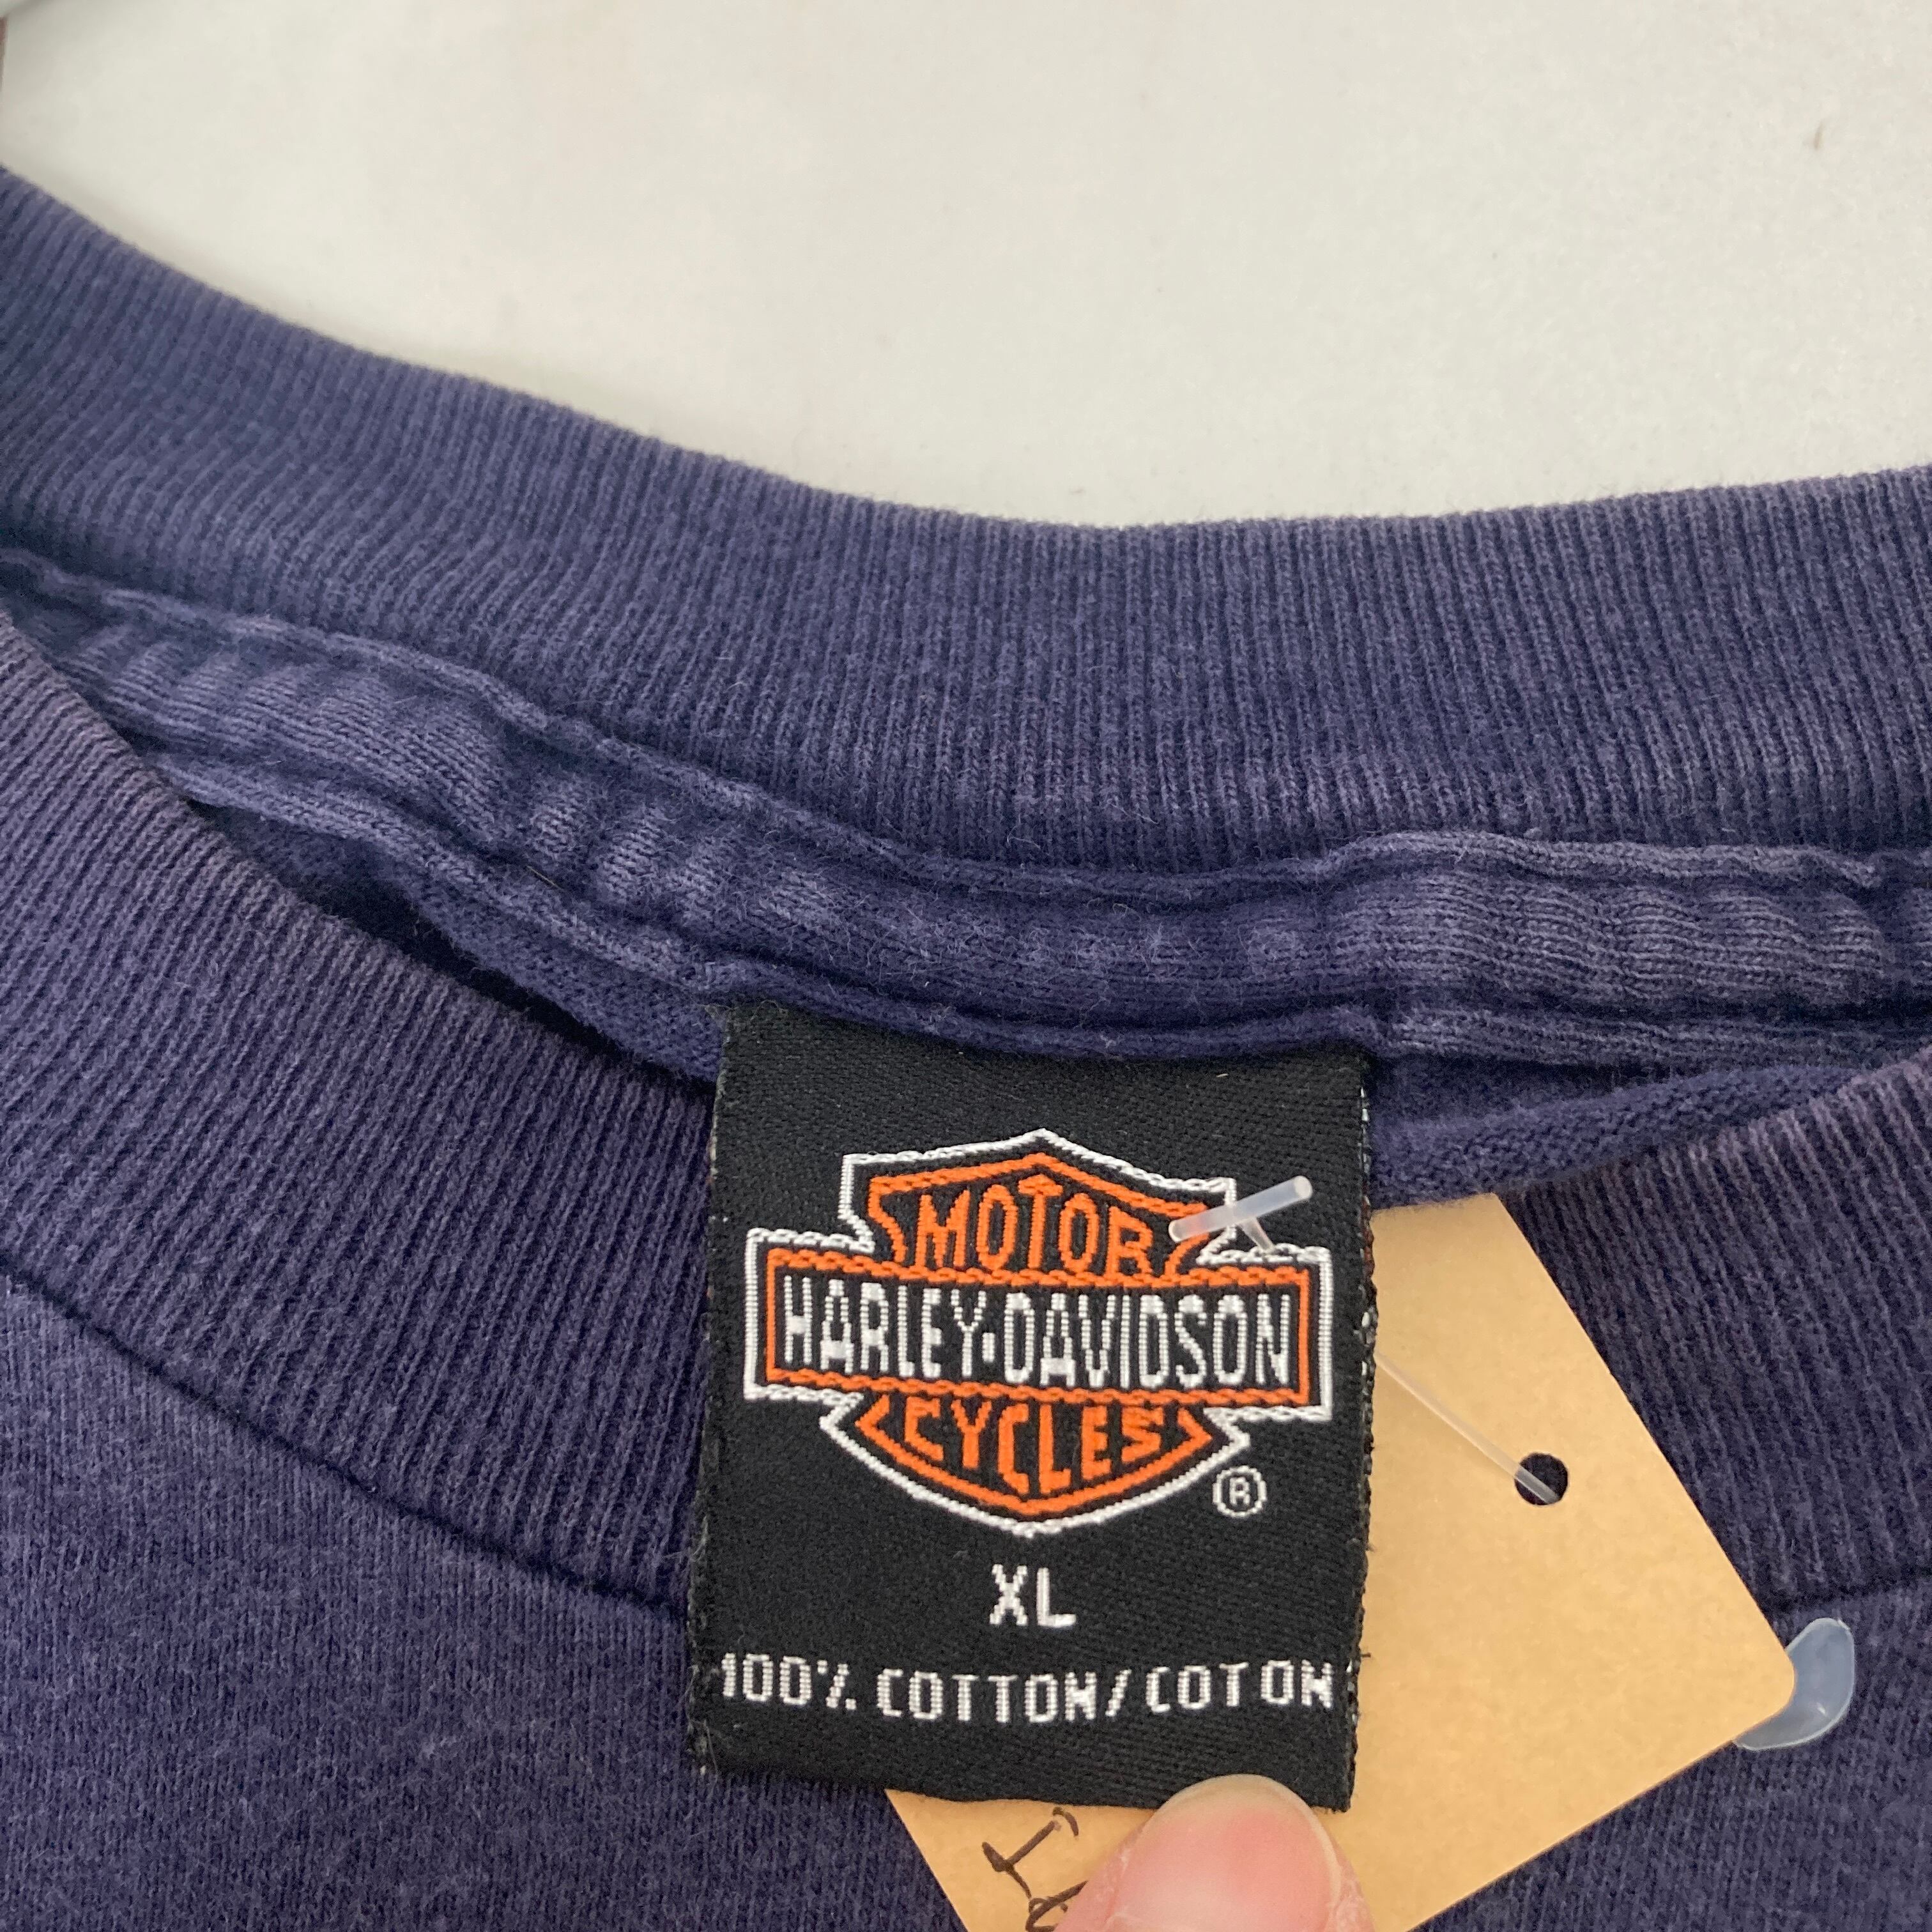 MOTOR
HARLEY-DAVIDSON
CYCLES
®
XL
100% COTTON/COTON